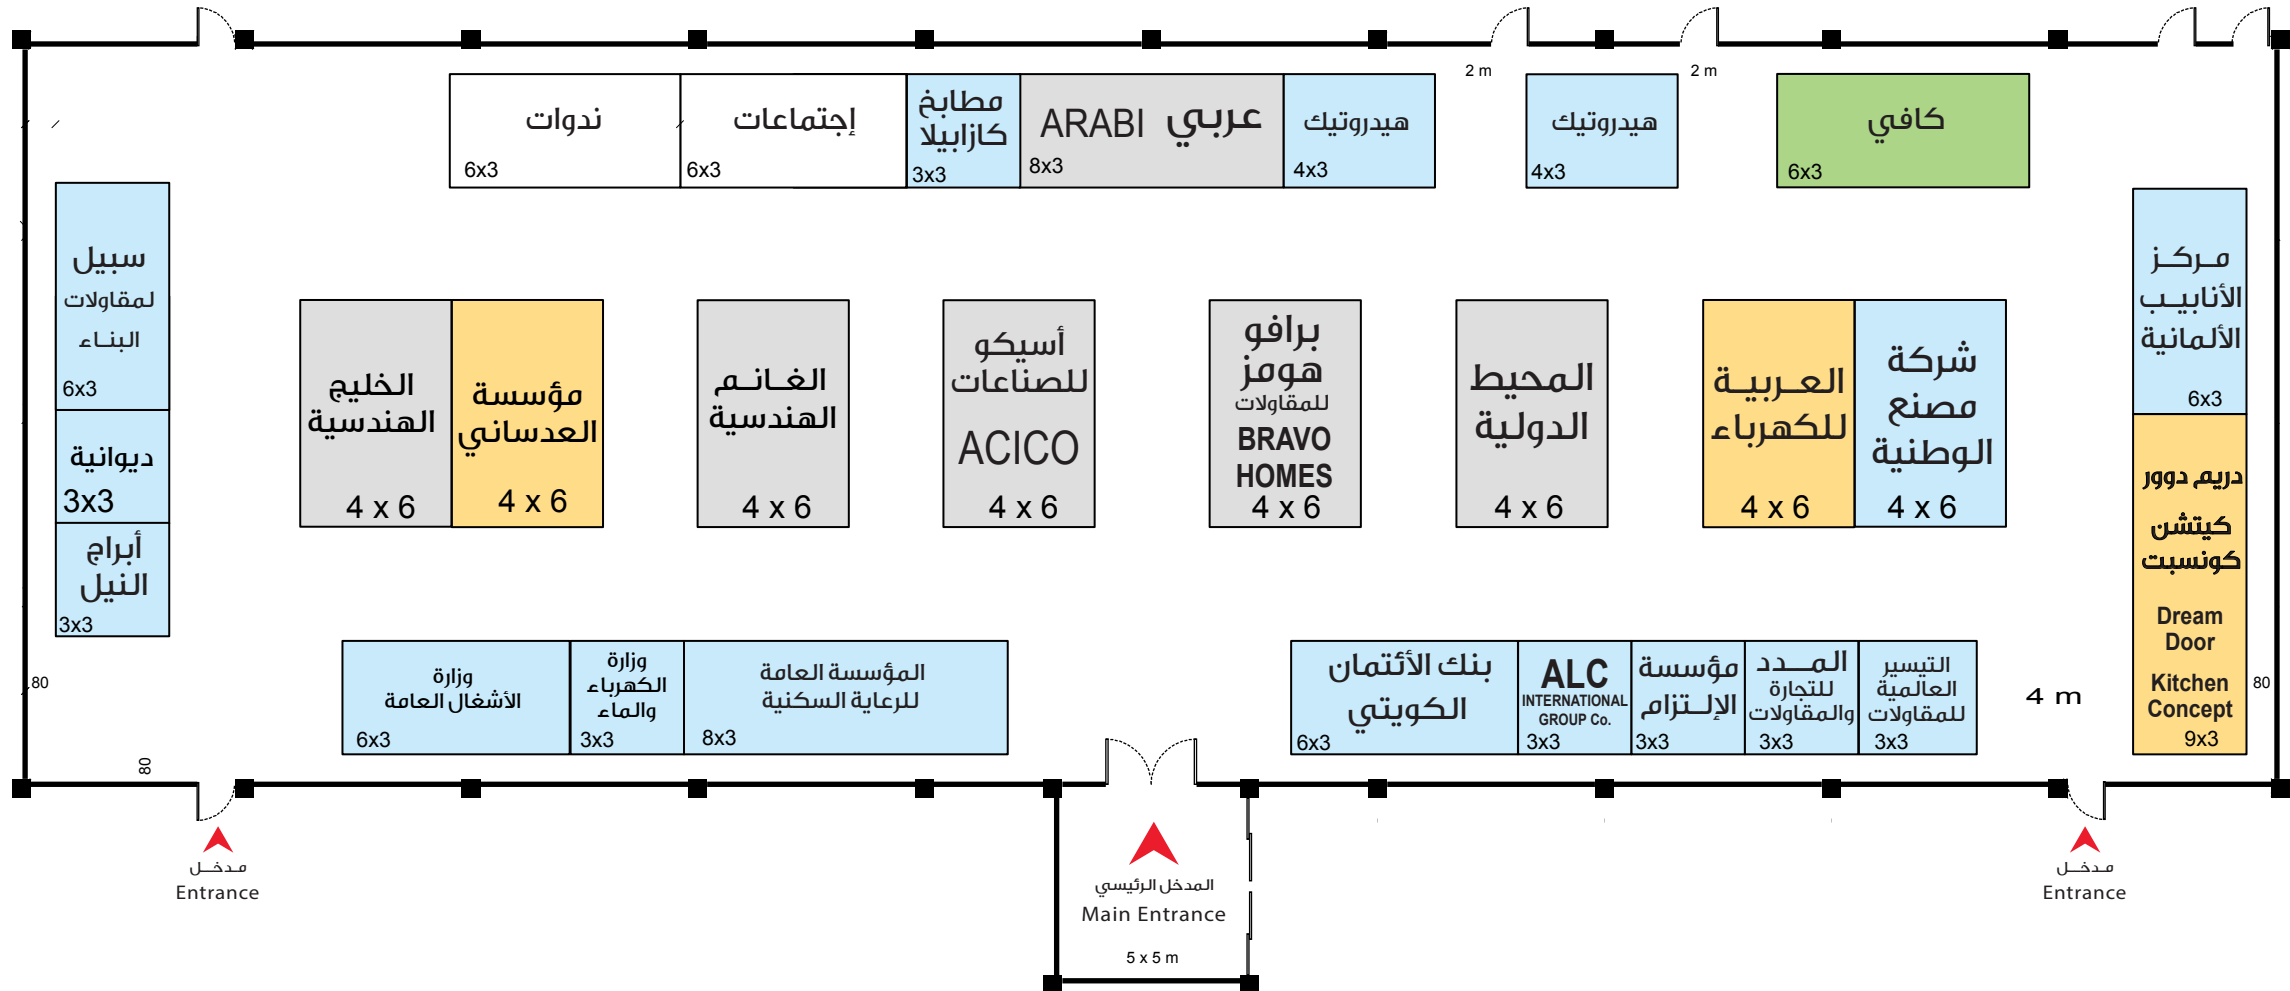 2 m
2 m
ندوات
6x3
إجتماعات
6x3
مطابخ
كازابيلا
3x3
عربي ARABI
8x3
هيدروتيك
4x3
هيدروتيك
4x3
كافي
6x3
سبيل
لمقاولات
البناء
6x3
ديوانية
3x3
أبراج
النيل
3x3
الخليج
الهندسية
4 x 6
مؤسسة
العدساني
4 x 6
الغانم
الهندسية
4 x 6
أسيكو
للصناعات
ACICO
4 x 6
برافو
هومز
للمقاولات
BRAVO
HOMES
4 x 6
المحيط
الدولية
4 x 6
العربية
للكهرباء
4 x 6
شركة
مصنع
الوطنية
4 x 6
مركز
الأنابيب
الألمانية
6x3
دريم دوور
كيتشن
كونسبت
Dream
Door
Kitchen
Concept
9x3
وزارة
الأشغال العامة
6x3
وزارة
الكهرباء
والماء
3x3
المؤسسة العامة
للرعاية السكنية
8x3
بنك الأئتمان
الكويتي
6x3
ALC
INTERNATIONAL
GROUP Co.
3x3
مؤسسة
الإلتزام
3x3
المدد
للتجارة
والمقاولات
3x3
التيسير
العالمية
للمقاولات
3x3
4 m
80
80
80
مدخل
Entrance
المدخل الرئيسي
Main Entrance
5 x 5 m
مدخل
Entrance